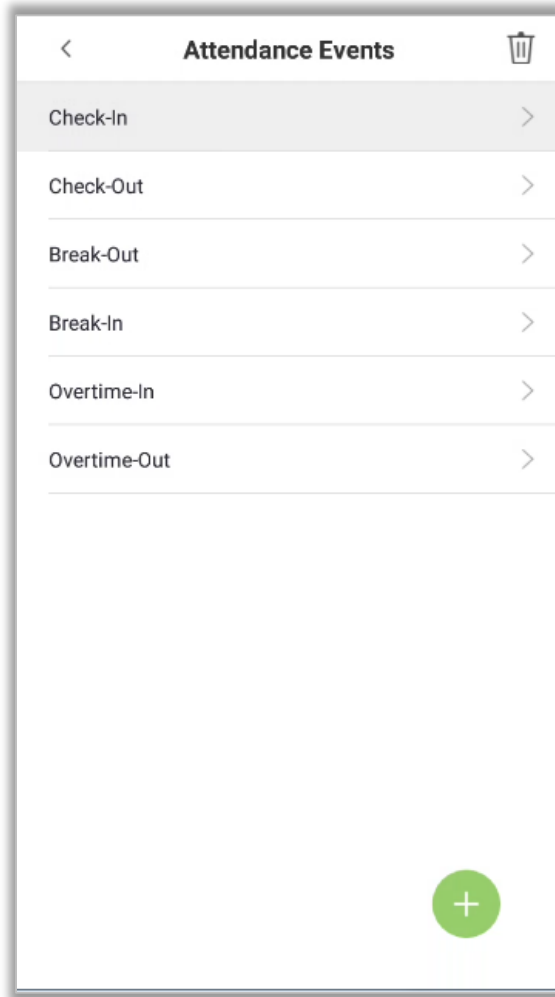 Attendance Events
Check-In
Check-Out
Break-Out
Break-In
Overtime-In
Overtime-Out